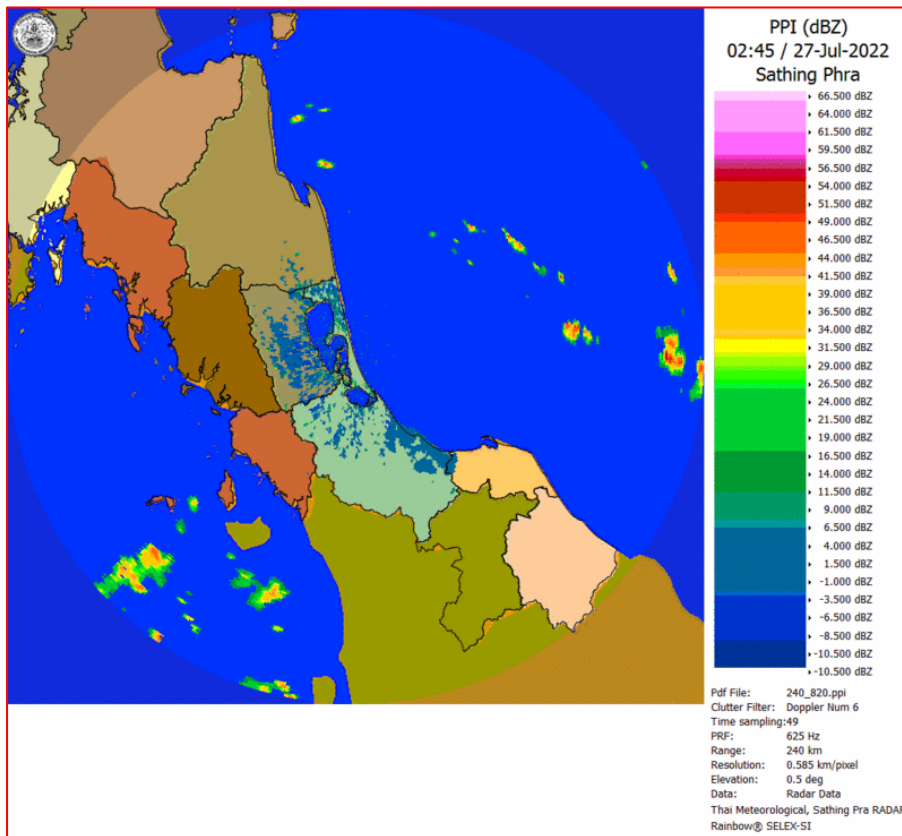 PPI (dBZ)
02:45 / 27-Jul-2022
Sathing Phra
66.500 dBZ
64.000 dBZ
61.500 dBZ
59.500 dBZ
56.500 dBZ
54.000 dBZ
51.500 dBZ
49.000 dBZ
46.500 dBZ
44.000 dBZ
41.500 dBZ
39.000 dBZ
36.500 dBZ
34.000 dBZ
31.500 dBZ
29.000 dBZ
26.500 dBZ
24.000 dBZ
21.500 dBZ
19.000 dBZ
16.500 dBZ
14.000 dBZ
11.500 dBZ
9.000 dBZ
6.500 dBZ
4.000 dBZ
1.500 dBZ
-1.000 dBZ
-3.500 dBZ
-6.500 dBZ
-8.500 dBZ
-10.500 dBZ
-10.500 dBZ
Pdf File: 240_820.ppi
Clutter Filter: Doppler Num 6
Time sampling:49
PRF: 625 Hz
Range: 240 km
Resolution: 0.585 km/pixel
Elevation: 0.5 deg
Data: Radar Data
Thai Meteorological, Sathing Pra RADAR
Rainbow® SELEX-SI